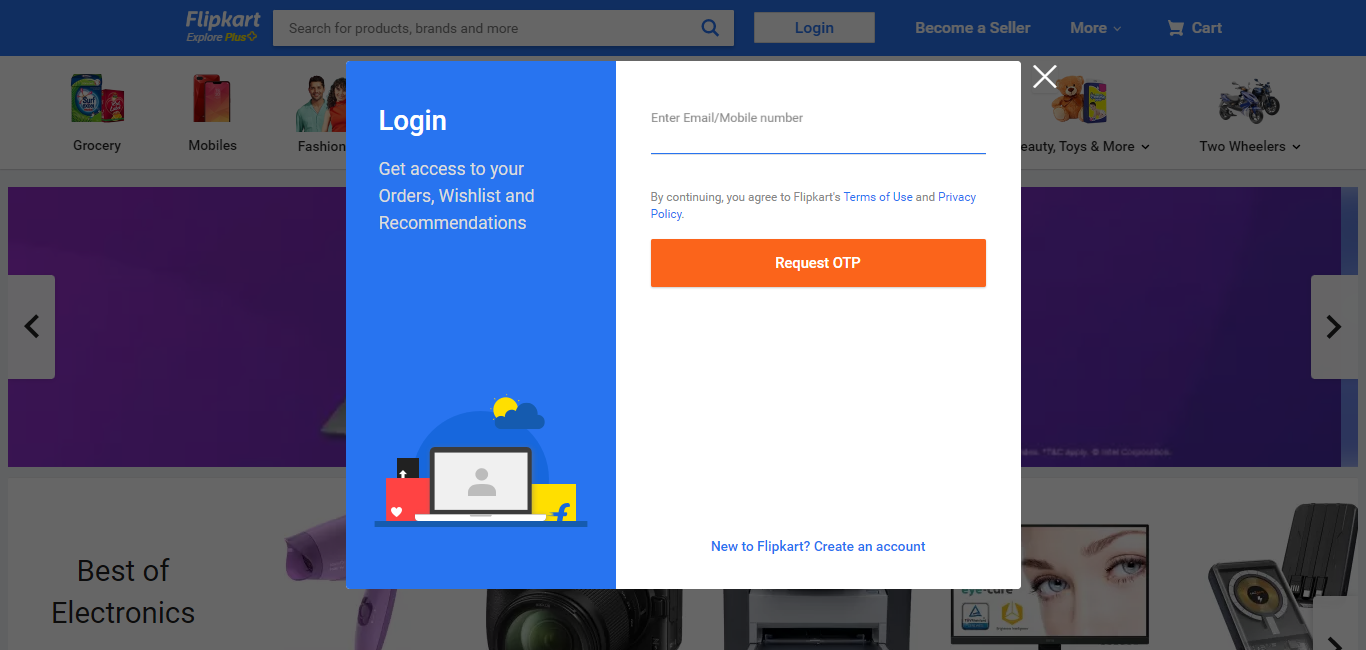 Flipkart
Explore Plus
Search for products, brands and more
Login
Become a Seller
More
Cart
Grocery
Mobiles
Fashion
eauty, Toys & More
Two Wheelers
Login
Get access to your
Orders, Wishlist and
Recommendations
Enter Email/Mobile number
By continuing, you agree to Flipkart's Terms of Use and Privacy
Policy.
Request OTP
New to Flipkart? Create an account
*T&C Apply. © Intel Corporation.
Best of
Electronics
eye-care